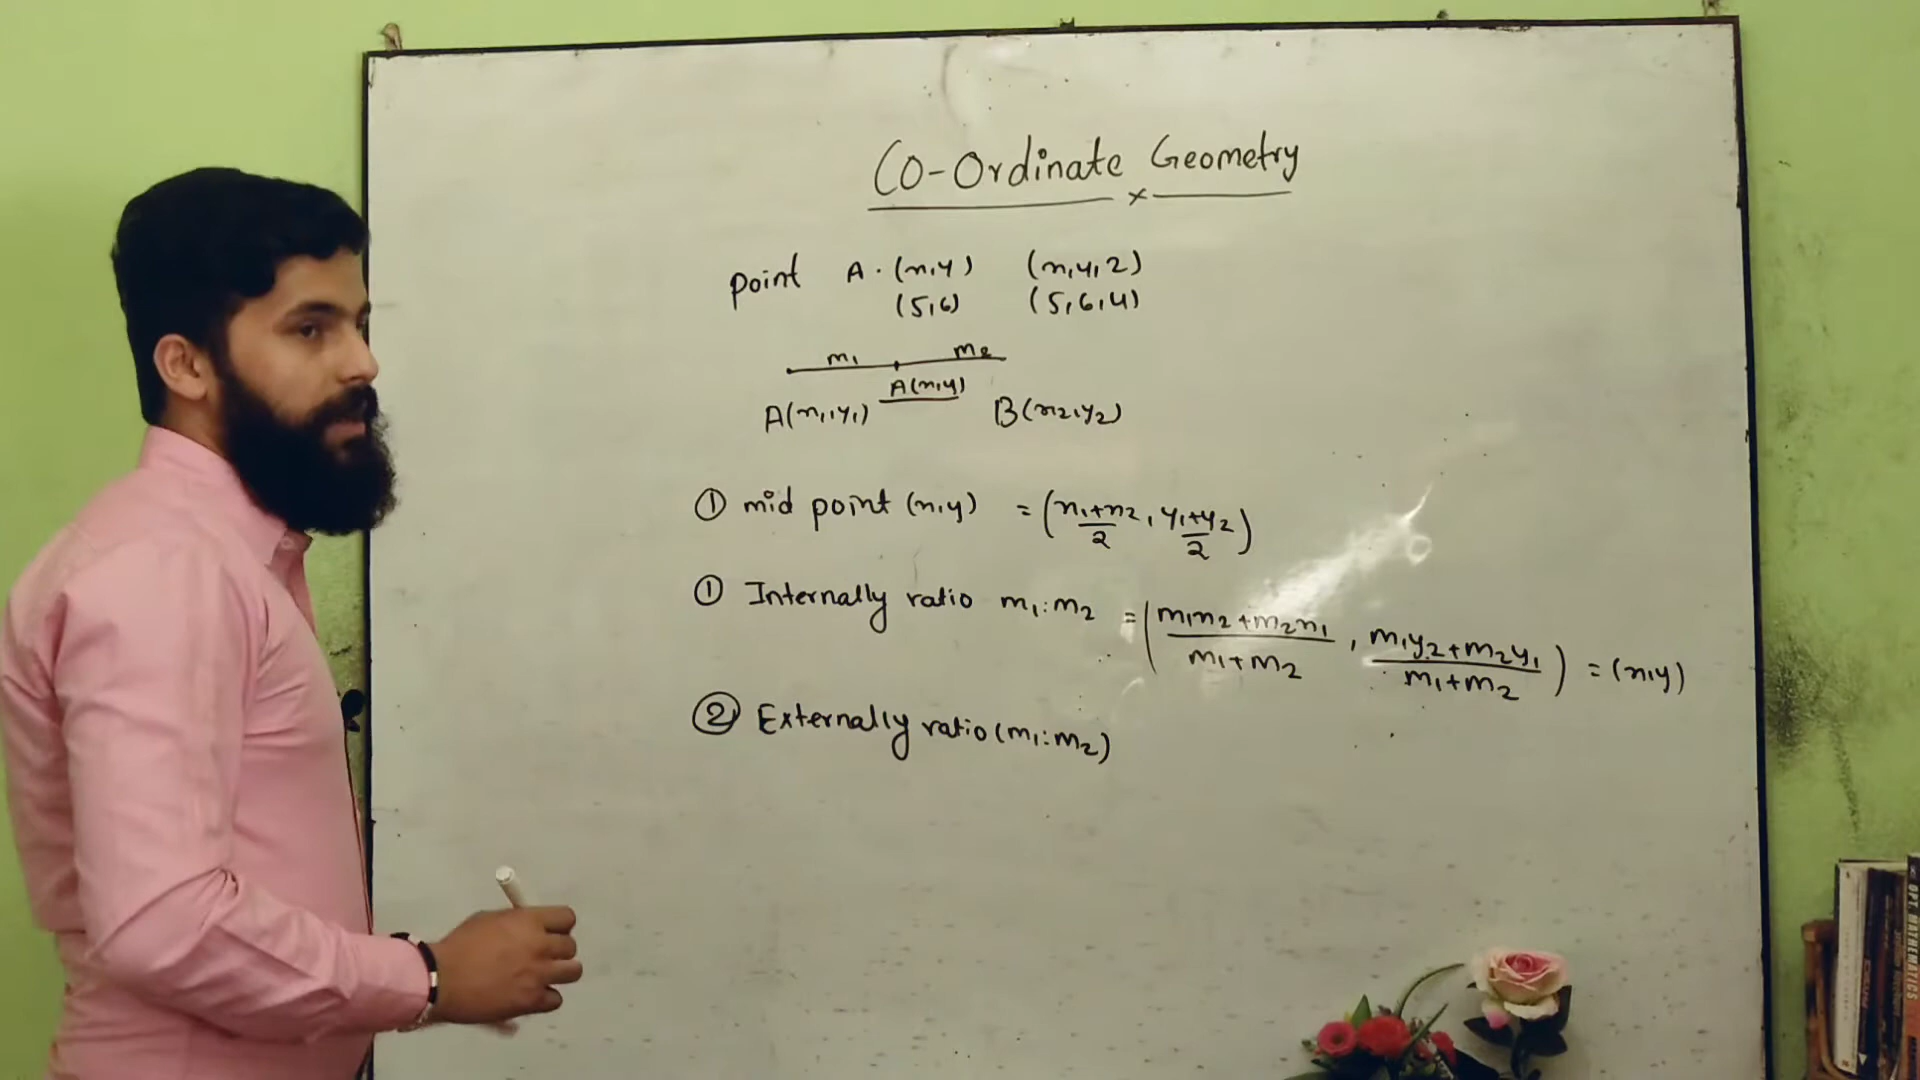 Co-Ordinate Geometry
x
point A. (x,y) (x,y,z)
(5,6) (5,6,4)
m₁ m₂
A(x,y)
A(x₁,y₁) B(x₂,y₂)
① mid point (x,y) = (x₁+x₂/2, y₁+y₂/2)
① Internally ratio m₁:m₂ = (m₁x₂+m₂x₁/m₁+m₂, m₁y₂+m₂y₁/m₁+m₂) = (x,y)
② Externally ratio (m₁:m₂)
OPT. MATHEMATICS